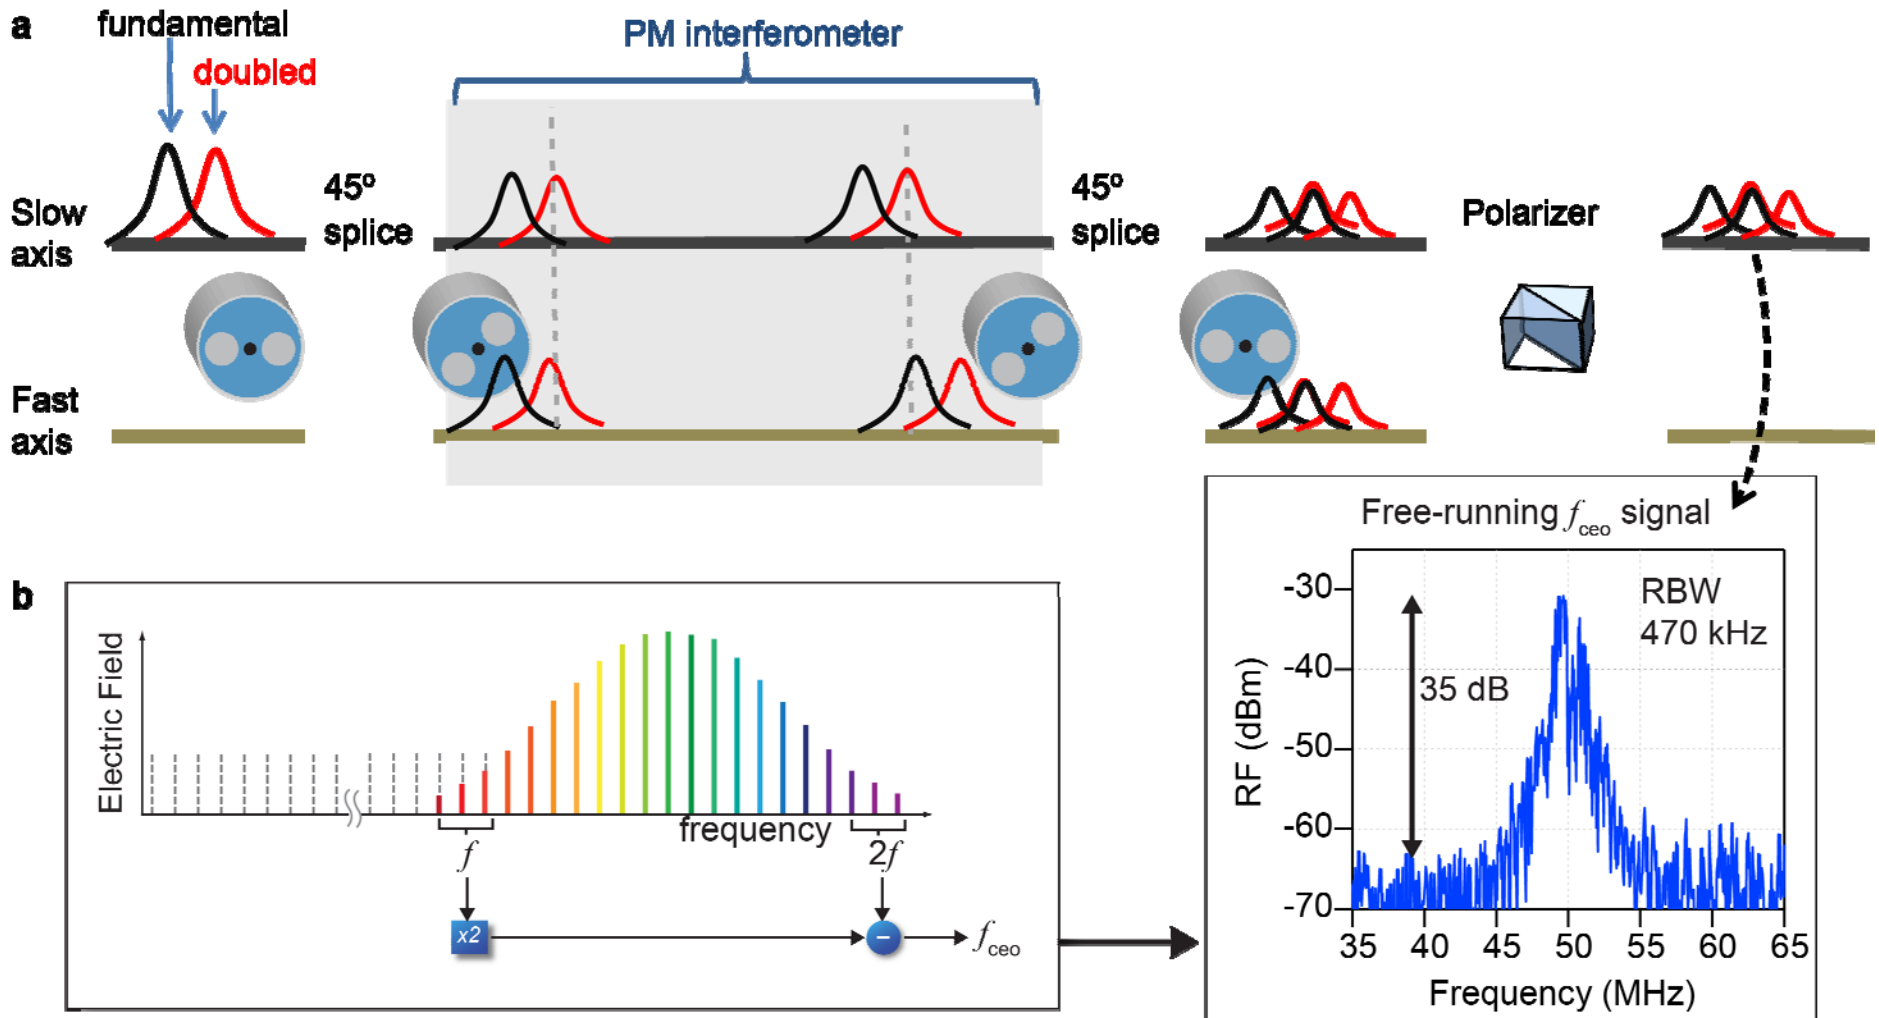 a
fundamental
doubled
PM interferometer
Slow
axis
45º
splice
45º
splice
Polarizer
Fast
axis
b
Electric Field
frequency
f
2f
x2
−
fceo
Free-running fceo signal
RF (dBm)
-30
-40
-50
-60
-70
RBW
470 kHz
35 dB
35 40 45 50 55 60 65
Frequency (MHz)